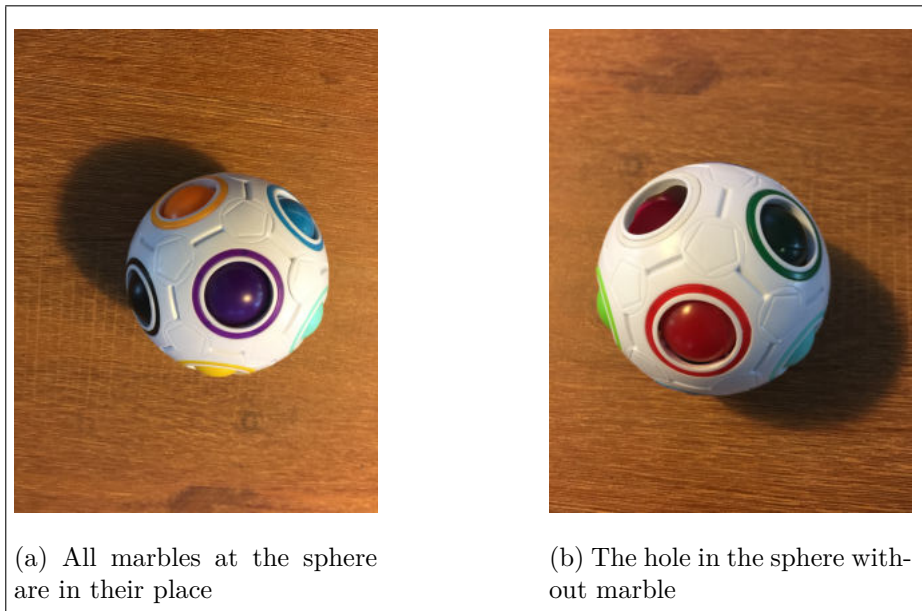 (a) All marbles at the sphere
are in their place
(b) The hole in the sphere with-
out marble